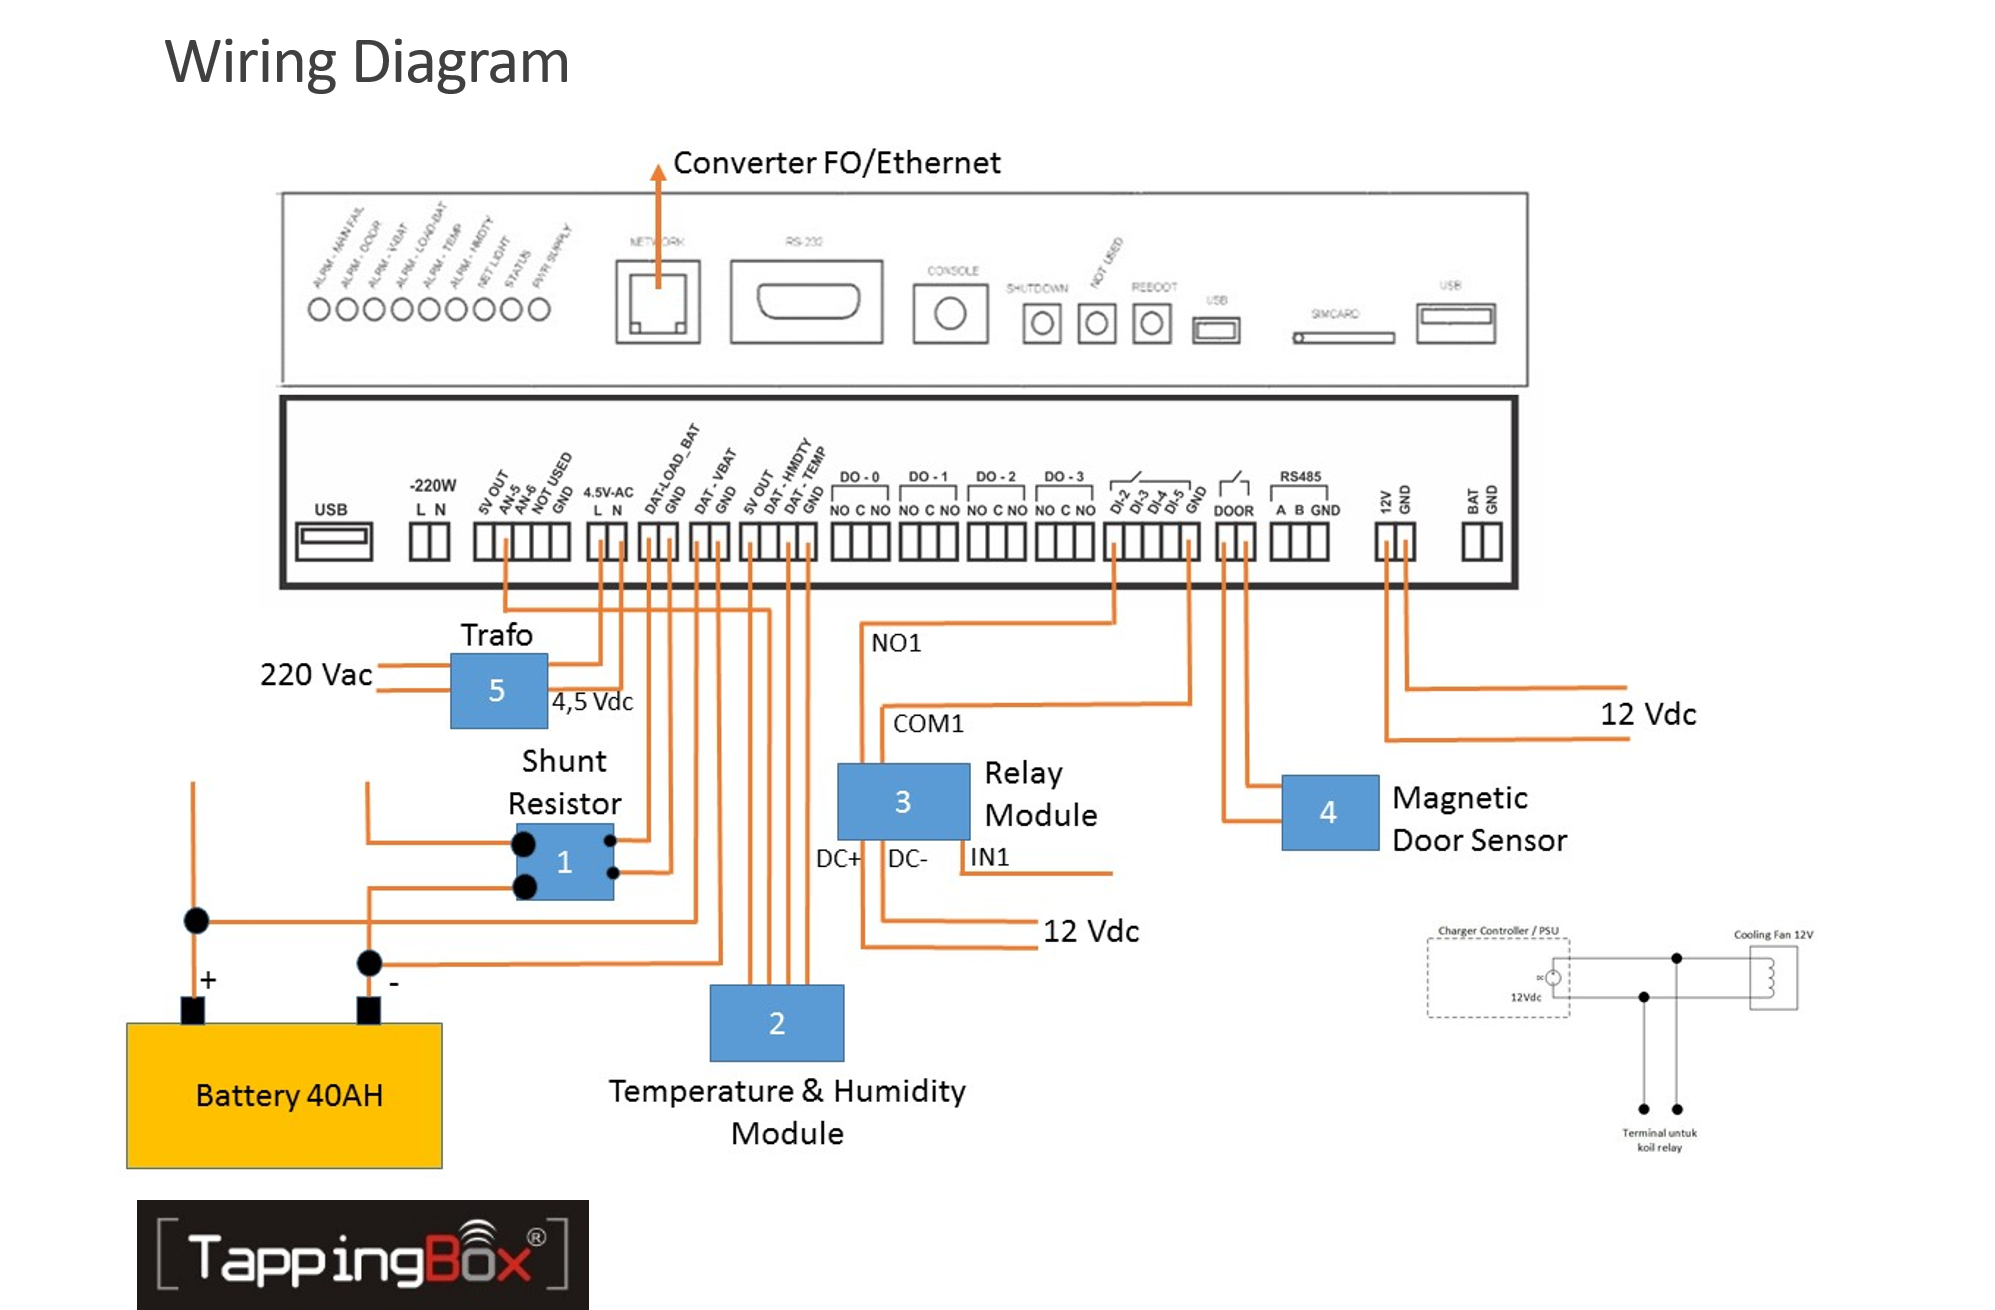 Wiring Diagram
Converter FO/Ethernet
ALRM - MAIN FAIL
ALRM - DOOR
ALRM - V-BAT
ALRM - LOAD-BAT
ALRM - TEMP
ALRM - HMDTY
NET LIGHT
STATUS
PWR SUPPLY
NETWORK
RS-232
CONSOLE
SHUTDOWN
NOT USED
REBOOT
USB
SIMCARD
USB
USB
-220W
L N
5V OUT
AN-5
AN-6
NOT USED
GND
4.5V-AC
L N
DAT-LOAD_BAT
GND
DAT - VBAT
GND
5V OUT
DAT - HMDTY
DAT - TEMP
GND
DO - 0
NO C NO
DO - 1
NO C NO
DO - 2
NO C NO
DO - 3
NO C NO
DI-2
DI-3
DI-4
DI-5
GND
DOOR
RS485
A B GND
12V
GND
BAT
GND
Trafo
220 Vac
5
4,5 Vdc
NO1
COM1
12 Vdc
Shunt
Resistor
1
3
Relay
Module
DC+
DC-
IN1
12 Vdc
4
Magnetic
Door Sensor
+
-
Battery 40AH
2
Temperature & Humidity
Module
Charger Controller / PSU
DC
12Vdc
Cooling Fan 12V
Terminal untuk
koil relay
[TappingBox®]